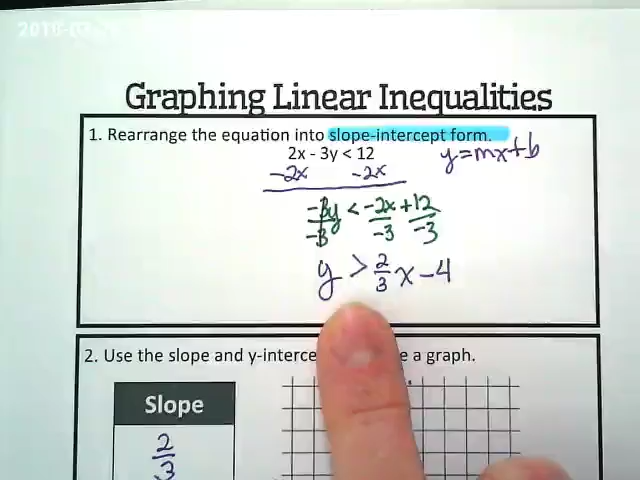 Graphing Linear Inequalities
1. Rearrange the equation into slope-intercept form.
2x - 3y < 12
y=mx+b
-2x -2x
-3y < -2x + 12
-3 -3 -3
y > 2/3 x - 4
2. Use the slope and y-interce e a graph.
Slope
2/3